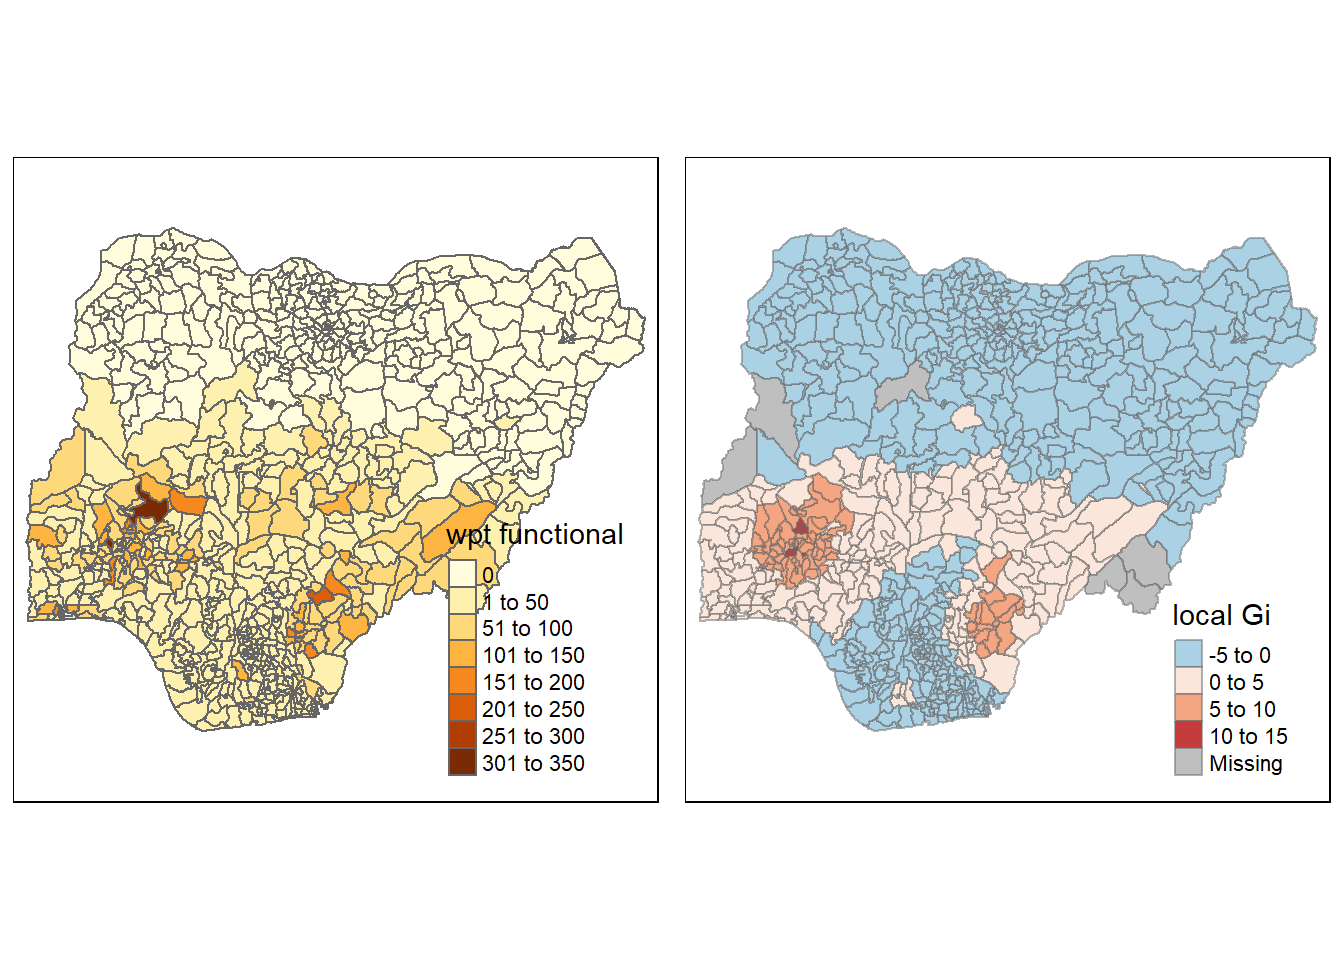 wpt functional
0
1 to 50
51 to 100
101 to 150
151 to 200
201 to 250
251 to 300
301 to 350
local Gi
-5 to 0
0 to 5
5 to 10
10 to 15
Missing